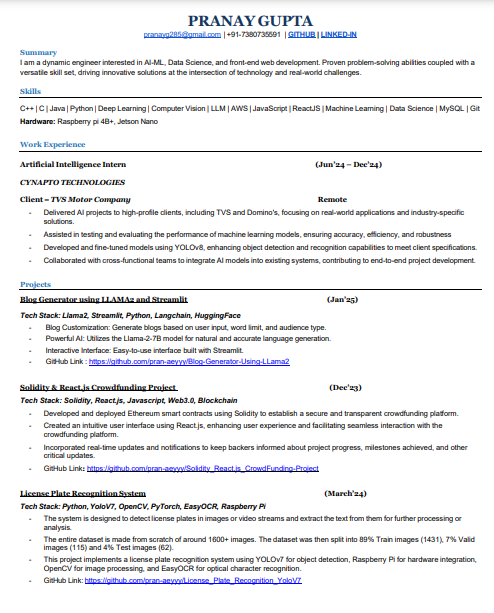 PRANAY GUPTA
pranayg285@gmail.com | +91-7380735591 | GITHUB | LINKED-IN
Summary
I am a dynamic engineer interested in AI-ML, Data Science, and front-end web development. Proven problem-solving abilities coupled with a
versatile skill set, driving innovative solutions at the intersection of technology and real-world challenges.
Skills
C++ | C | Java | Python | Deep Learning | Computer Vision | LLM | AWS | JavaScript | ReactJS | Machine Learning | Data Science | MySQL | Git
Hardware: Raspberry pi 4B+, Jetson Nano
Work Experience
Artificial Intelligence Intern (Jun'24 – Dec'24)
CYNAPTO TECHNOLOGIES
Client – TVS Motor Company Remote
- Delivered AI projects to high-profile clients, including TVS and Domino's, focusing on real-world applications and industry-specific
solutions.
- Assisted in testing and evaluating the performance of machine learning models, ensuring accuracy, efficiency, and robustness
- Developed and fine-tuned models using YOLOv8, enhancing object detection and recognition capabilities to meet client specifications.
- Collaborated with cross-functional teams to integrate AI models into existing systems, contributing to end-to-end project development.
Projects
Blog Generator using LLAMA2 and Streamlit (Jan'25)
Tech Stack: Llama2, Streamlit, Python, Langchain, HuggingFace
- Blog Customization: Generate blogs based on user input, word limit, and audience type.
- Powerful AI: Utilizes the Llama-2-7B model for natural and accurate language generation.
- Interactive Interface: Easy-to-use interface built with Streamlit.
- GitHub Link : https://github.com/pran-aeyyy/Blog-Generator-Using-LLama2
Solidity & React.js Crowdfunding Project (Dec'23)
Tech Stack: Solidity, React.js, Javascript, Web3.0, Blockchain
- Developed and deployed Ethereum smart contracts using Solidity to establish a secure and transparent crowdfunding platform.
- Created an intuitive user interface using React.js, enhancing user experience and facilitating seamless interaction with the
crowdfunding platform.
- Incorporated real-time updates and notifications to keep backers informed about project progress, milestones achieved, and other
critical updates.
- GitHub Link: https://github.com/pran-aeyyy/Solidity_React.js_CrowdFunding-Project
License Plate Recognition System (March'24)
Tech Stack: Python, YoloV7, OpenCV, PyTorch, EasyOCR, Raspberry Pi
- The system is designed to detect license plates in images or video streams and extract the text from them for further processing or
analysis.
- The entire dataset is made from scratch of around 1600+ images. The dataset was then split into 89% Train images (1431), 7% Valid
images (115) and 4% Test images (62).
- This project implements a license plate recognition using YOLOv7 for object detection, Raspberry Pi for hardware integration,
OpenCV for image processing, and EasyOCR for optical character recognition.
- GitHub Link: https://github.com/pran-aeyyy/License_Plate_Recognition_YoloV7